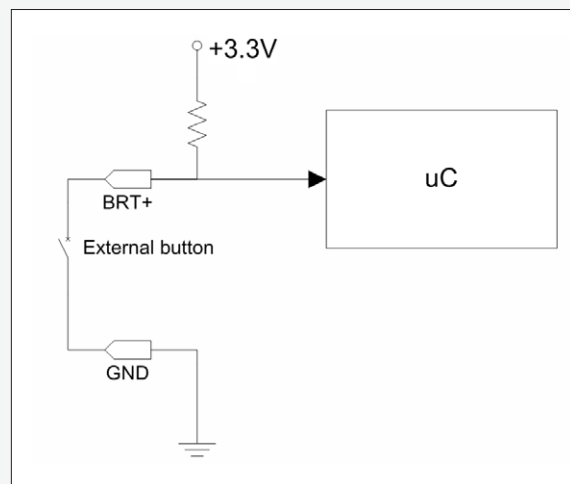 +3.3V
uC
BRT+
External button
GND